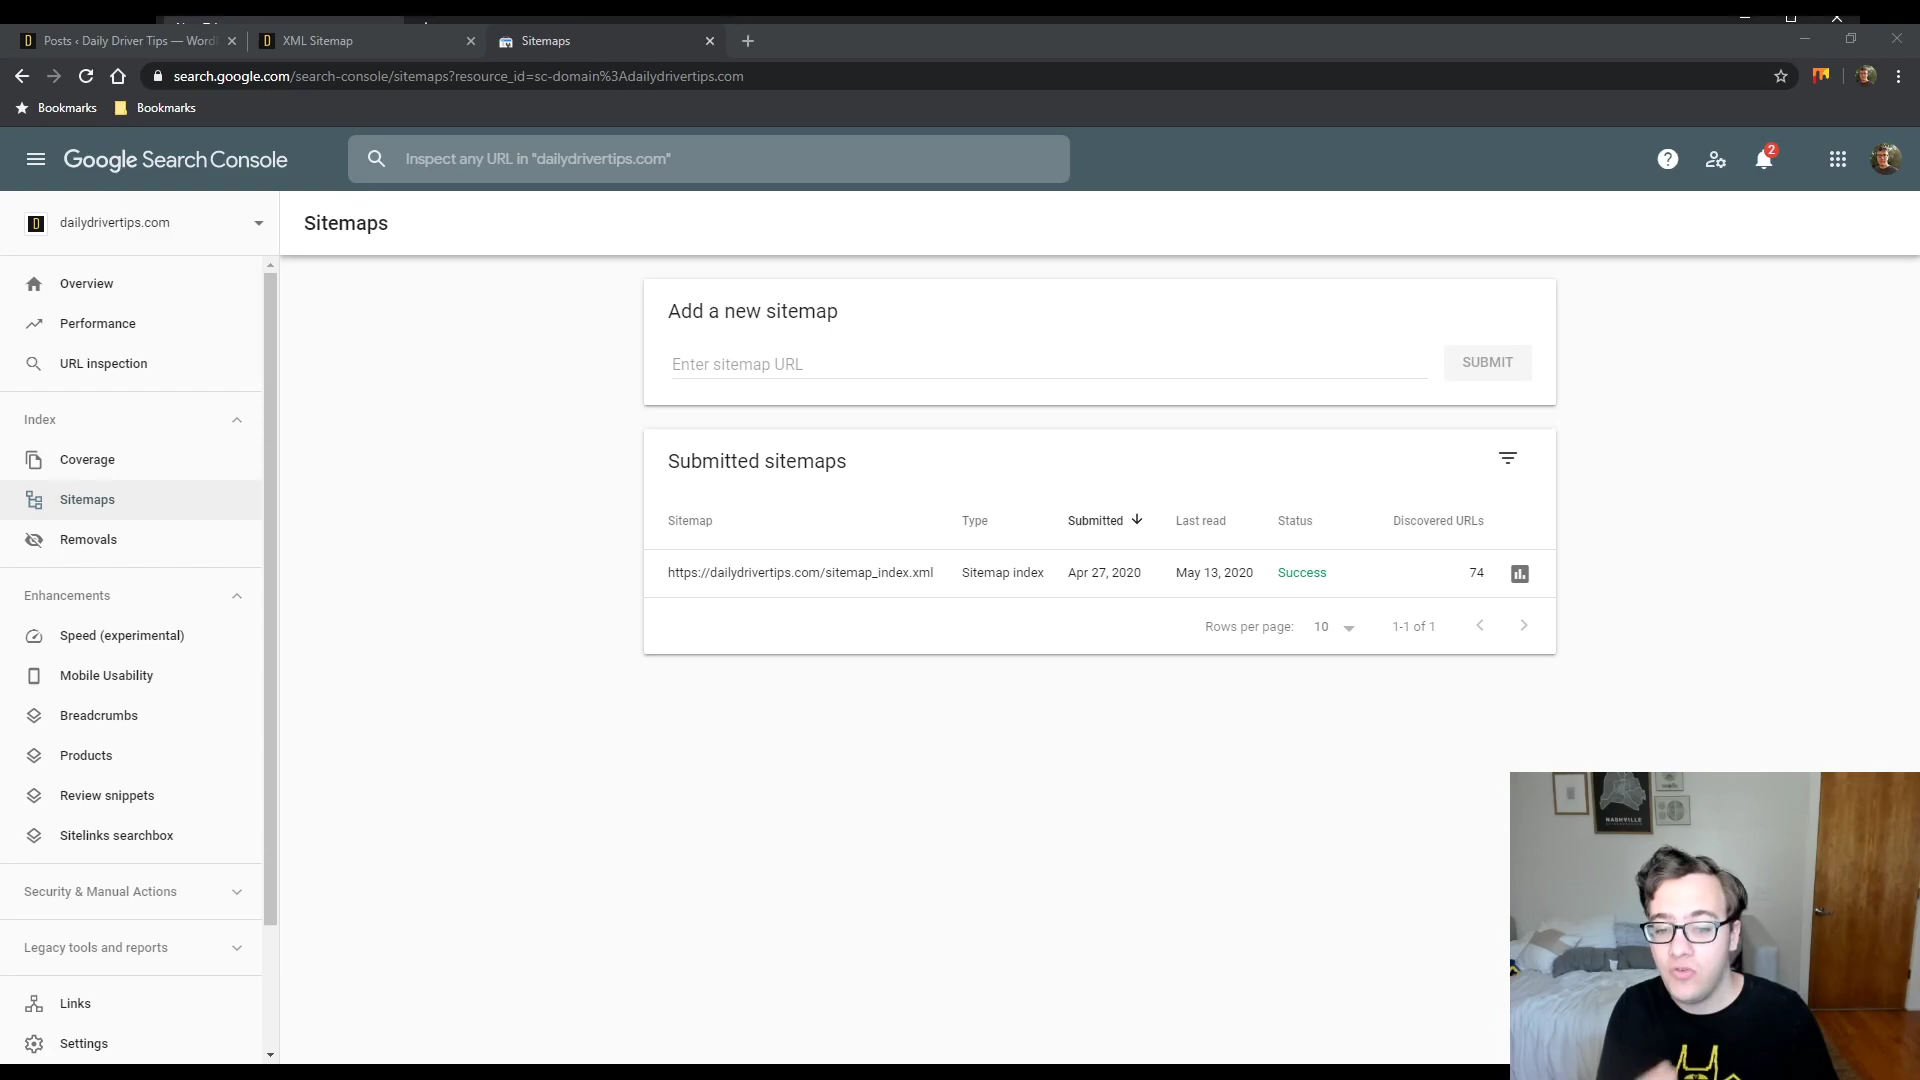 Posts ‹ Daily Driver Tips — Word
XML Sitemap
Sitemaps
search.google.com/search-console/sitemaps?resource_id=sc-domain%3Adailydrivertips.com
Bookmarks
Bookmarks
Google Search Console
Inspect any URL in "dailydrivertips.com"
2
D
dailydrivertips.com
Sitemaps
Overview
Performance
URL inspection
Index
Coverage
Sitemaps
Removals
Enhancements
Speed (experimental)
Mobile Usability
Breadcrumbs
Products
Review snippets
Sitelinks searchbox
Security & Manual Actions
Legacy tools and reports
Links
Settings
Add a new sitemap
Enter sitemap URL
SUBMIT
Submitted sitemaps
Sitemap Type Submitted Last read Status Discovered URLs
https://dailydrivertips.com/sitemap_index.xml Sitemap index Apr 27, 2020 May 13, 2020 Success 74
Rows per page: 10 1-1 of 1
NASHVILLE